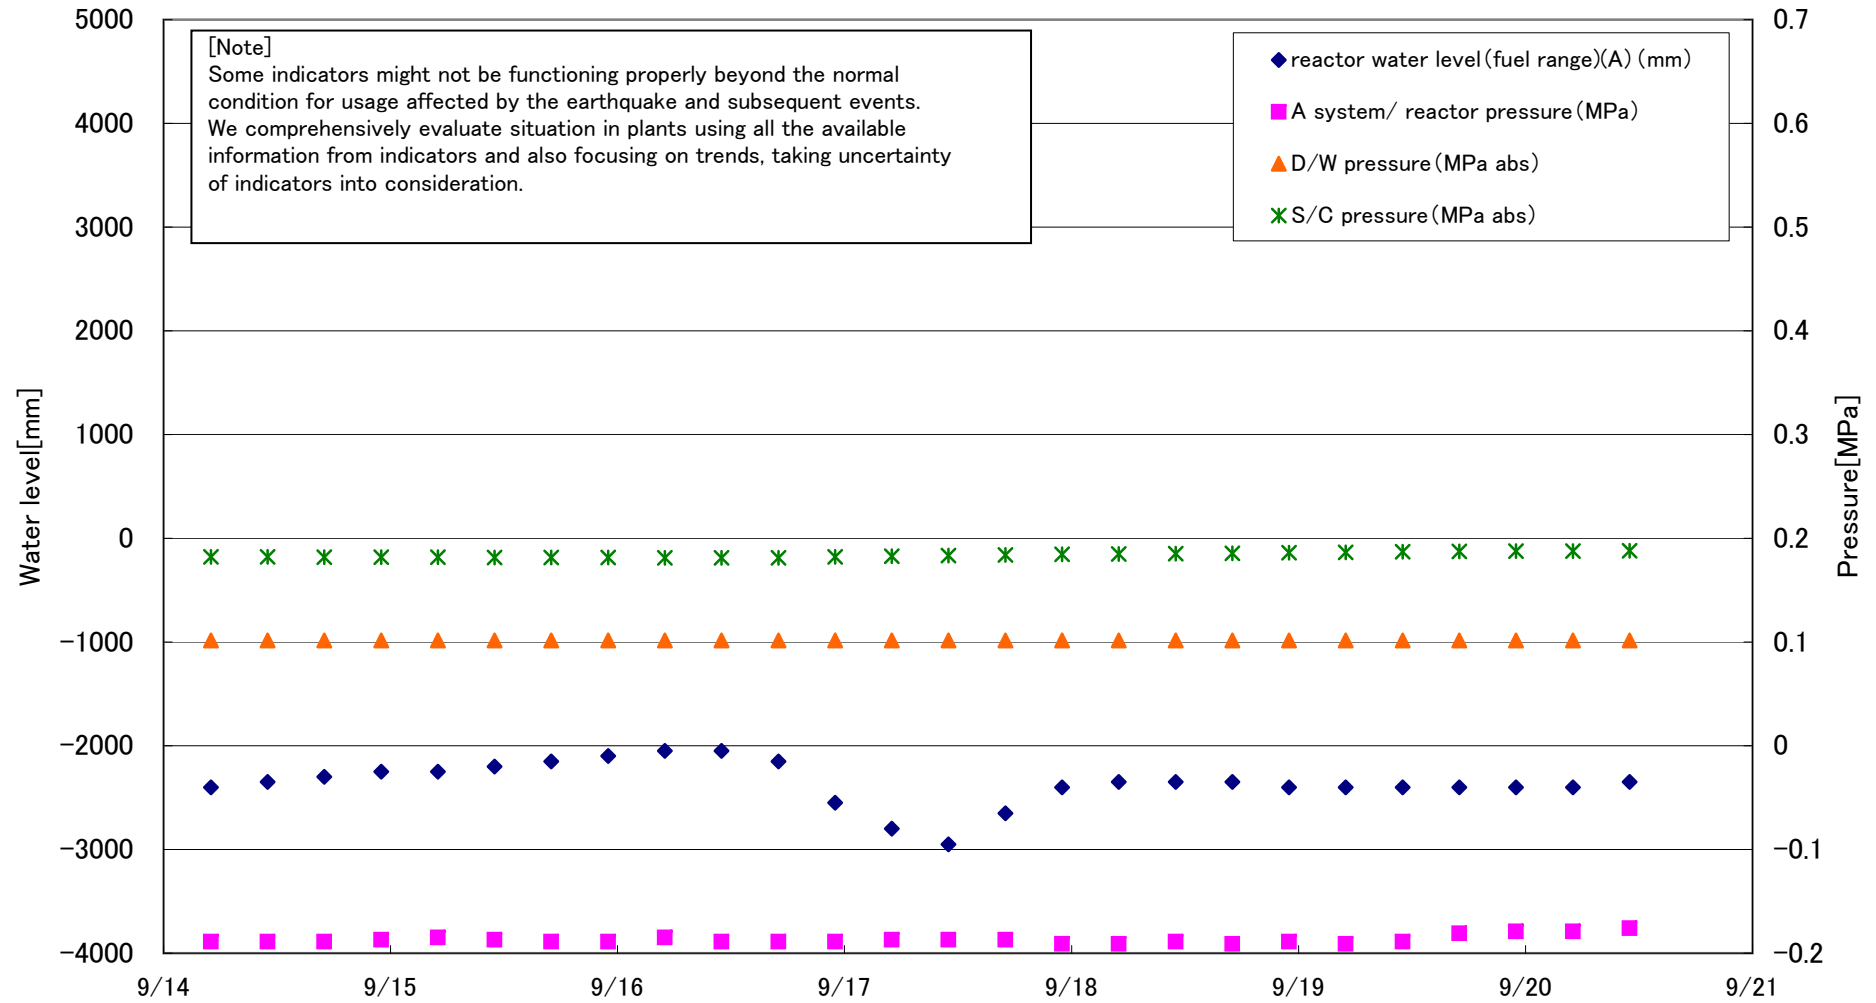 [Note]
Some indicators might not be functioning properly beyond the normal
condition for usage affected by the earthquake and subsequent events.
We comprehensively evaluate situation in plants using all the available
information from indicators and also focusing on trends, taking uncertainty
of indicators into consideration.
reactor water level(fuel range)(A) (mm)
A system/ reactor pressure(MPa)
D/W pressure(MPa abs)
S/C pressure(MPa abs)
Water level[mm]
5000
4000
3000
2000
1000
0
-1000
-2000
-3000
-4000
Pressure[MPa]
0.7
0.6
0.5
0.4
0.3
0.2
0.1
0
-0.1
-0.2
9/14 9/15 9/16 9/17 9/18 9/19 9/20 9/21